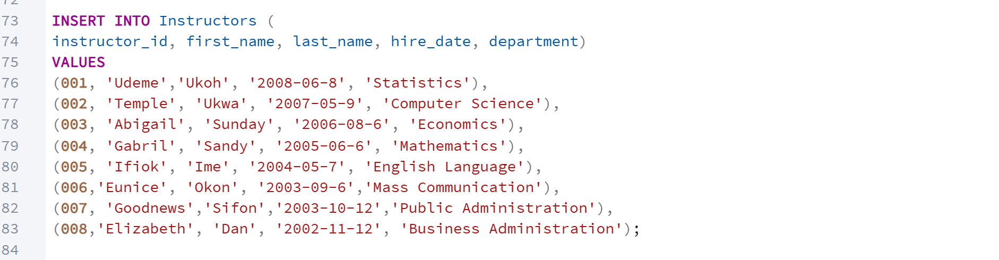 72
73 INSERT INTO Instructors (
74 instructor_id, first_name, last_name, hire_date, department)
75 VALUES
76 (001, 'Udeme','Ukoh', '2008-06-8', 'Statistics'),
77 (002, 'Temple', 'Ukwa', '2007-05-9', 'Computer Science'),
78 (003, 'Abigail', 'Sunday', '2006-08-6', 'Economics'),
79 (004, 'Gabril', 'Sandy', '2005-06-6', 'Mathematics'),
80 (005, 'Ifiok', 'Ime', '2004-05-7', 'English Language'),
81 (006,'Eunice', 'Okon', '2003-09-6','Mass Communication'),
82 (007, 'Goodnews','Sifon','2003-10-12','Public Administration'),
83 (008,'Elizabeth', 'Dan', '2002-11-12', 'Business Administration');
84